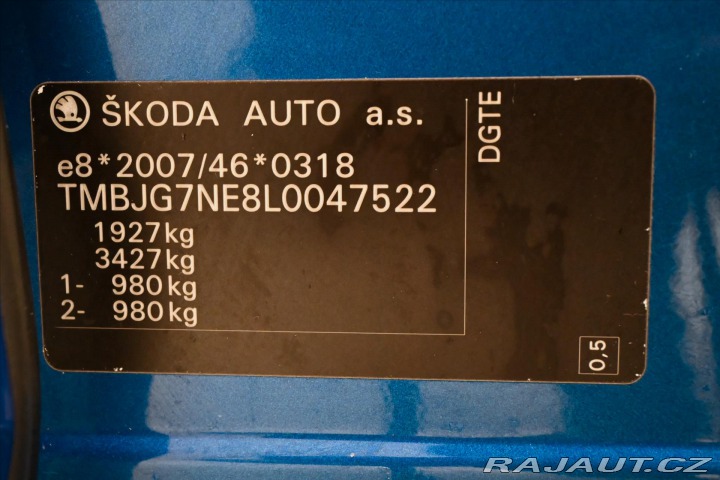 ŠKODA AUTO a.s.
e8*2007/46*0318
TMBJG7NE8L0047522
1927kg
3427kg
1- 980kg
2- 980kg
DGTE
0,5
RAJAUT.CZ